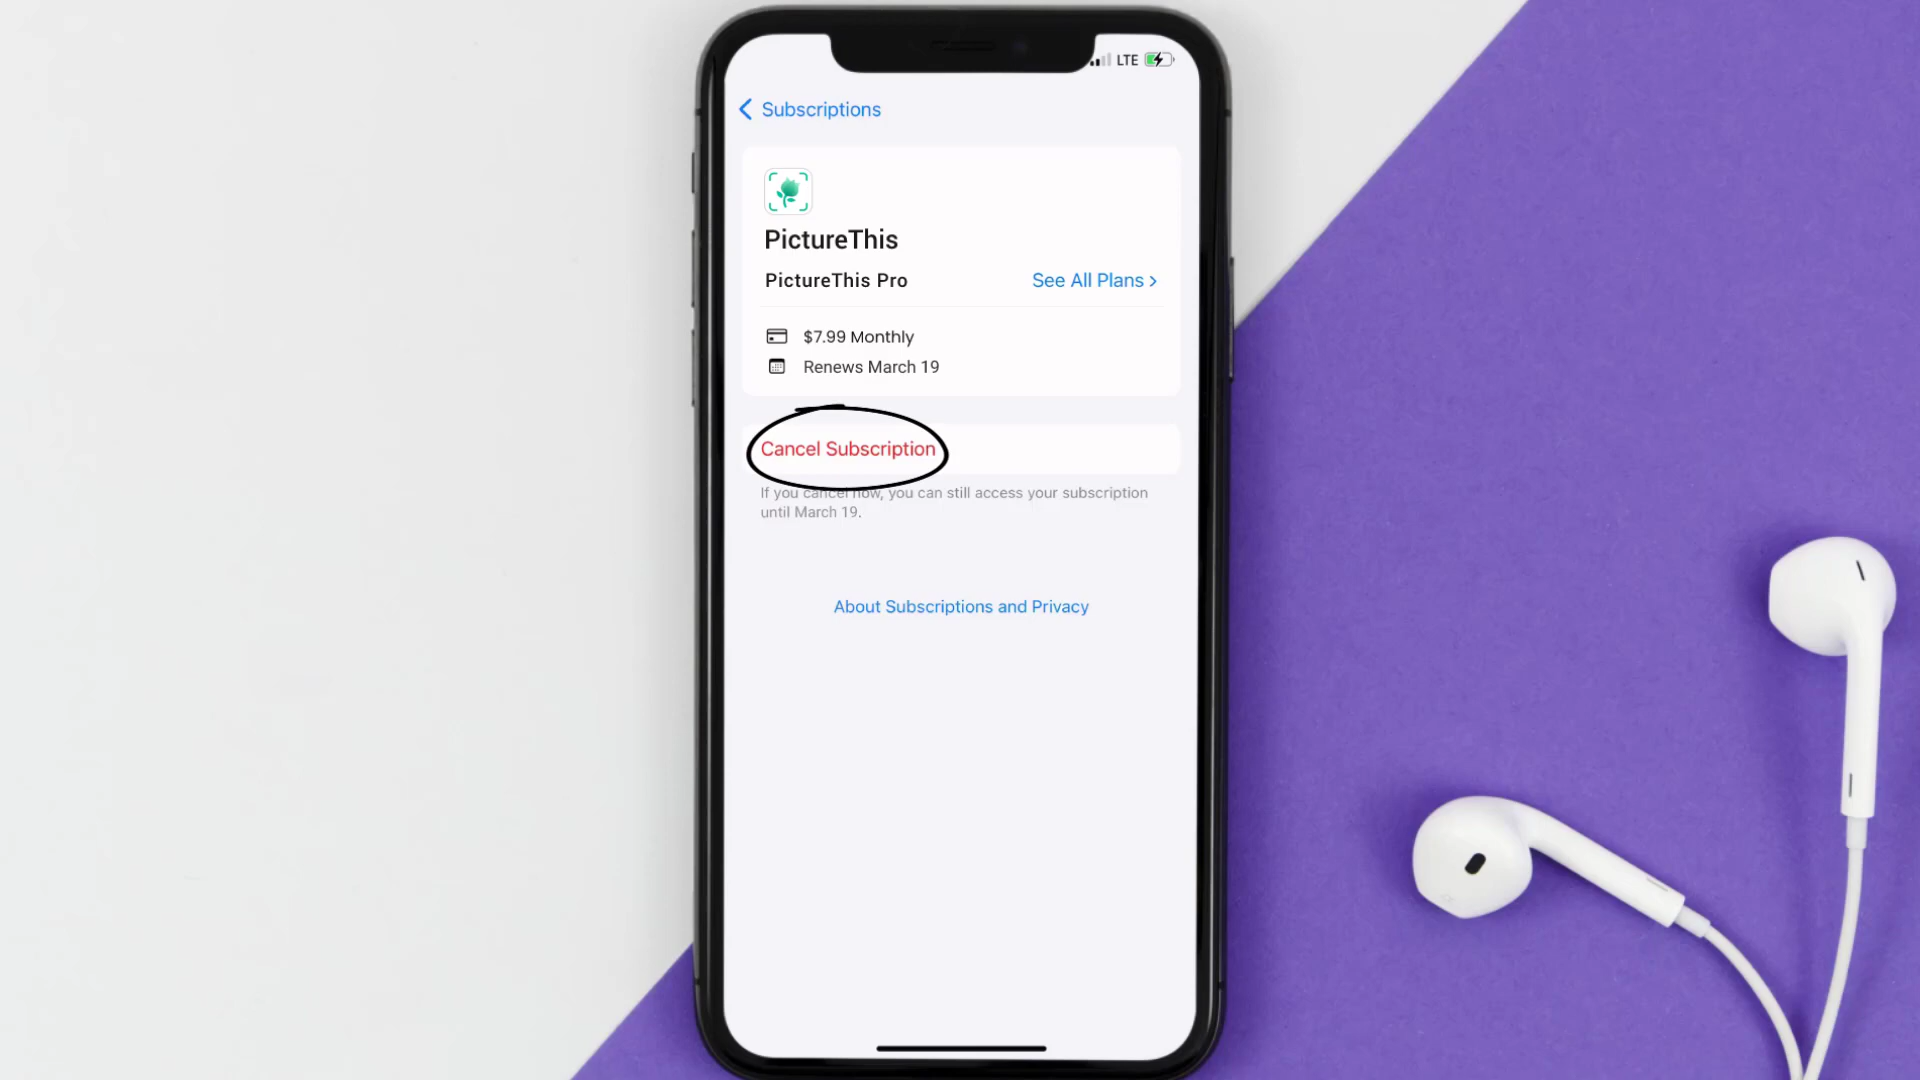 LTE
Subscriptions
PictureThis
PictureThis Pro
See All Plans >
$7.99 Monthly
Renews March 19
Cancel Subscription
If you cancel now, you can still access your subscription
until March 19.
About Subscriptions and Privacy